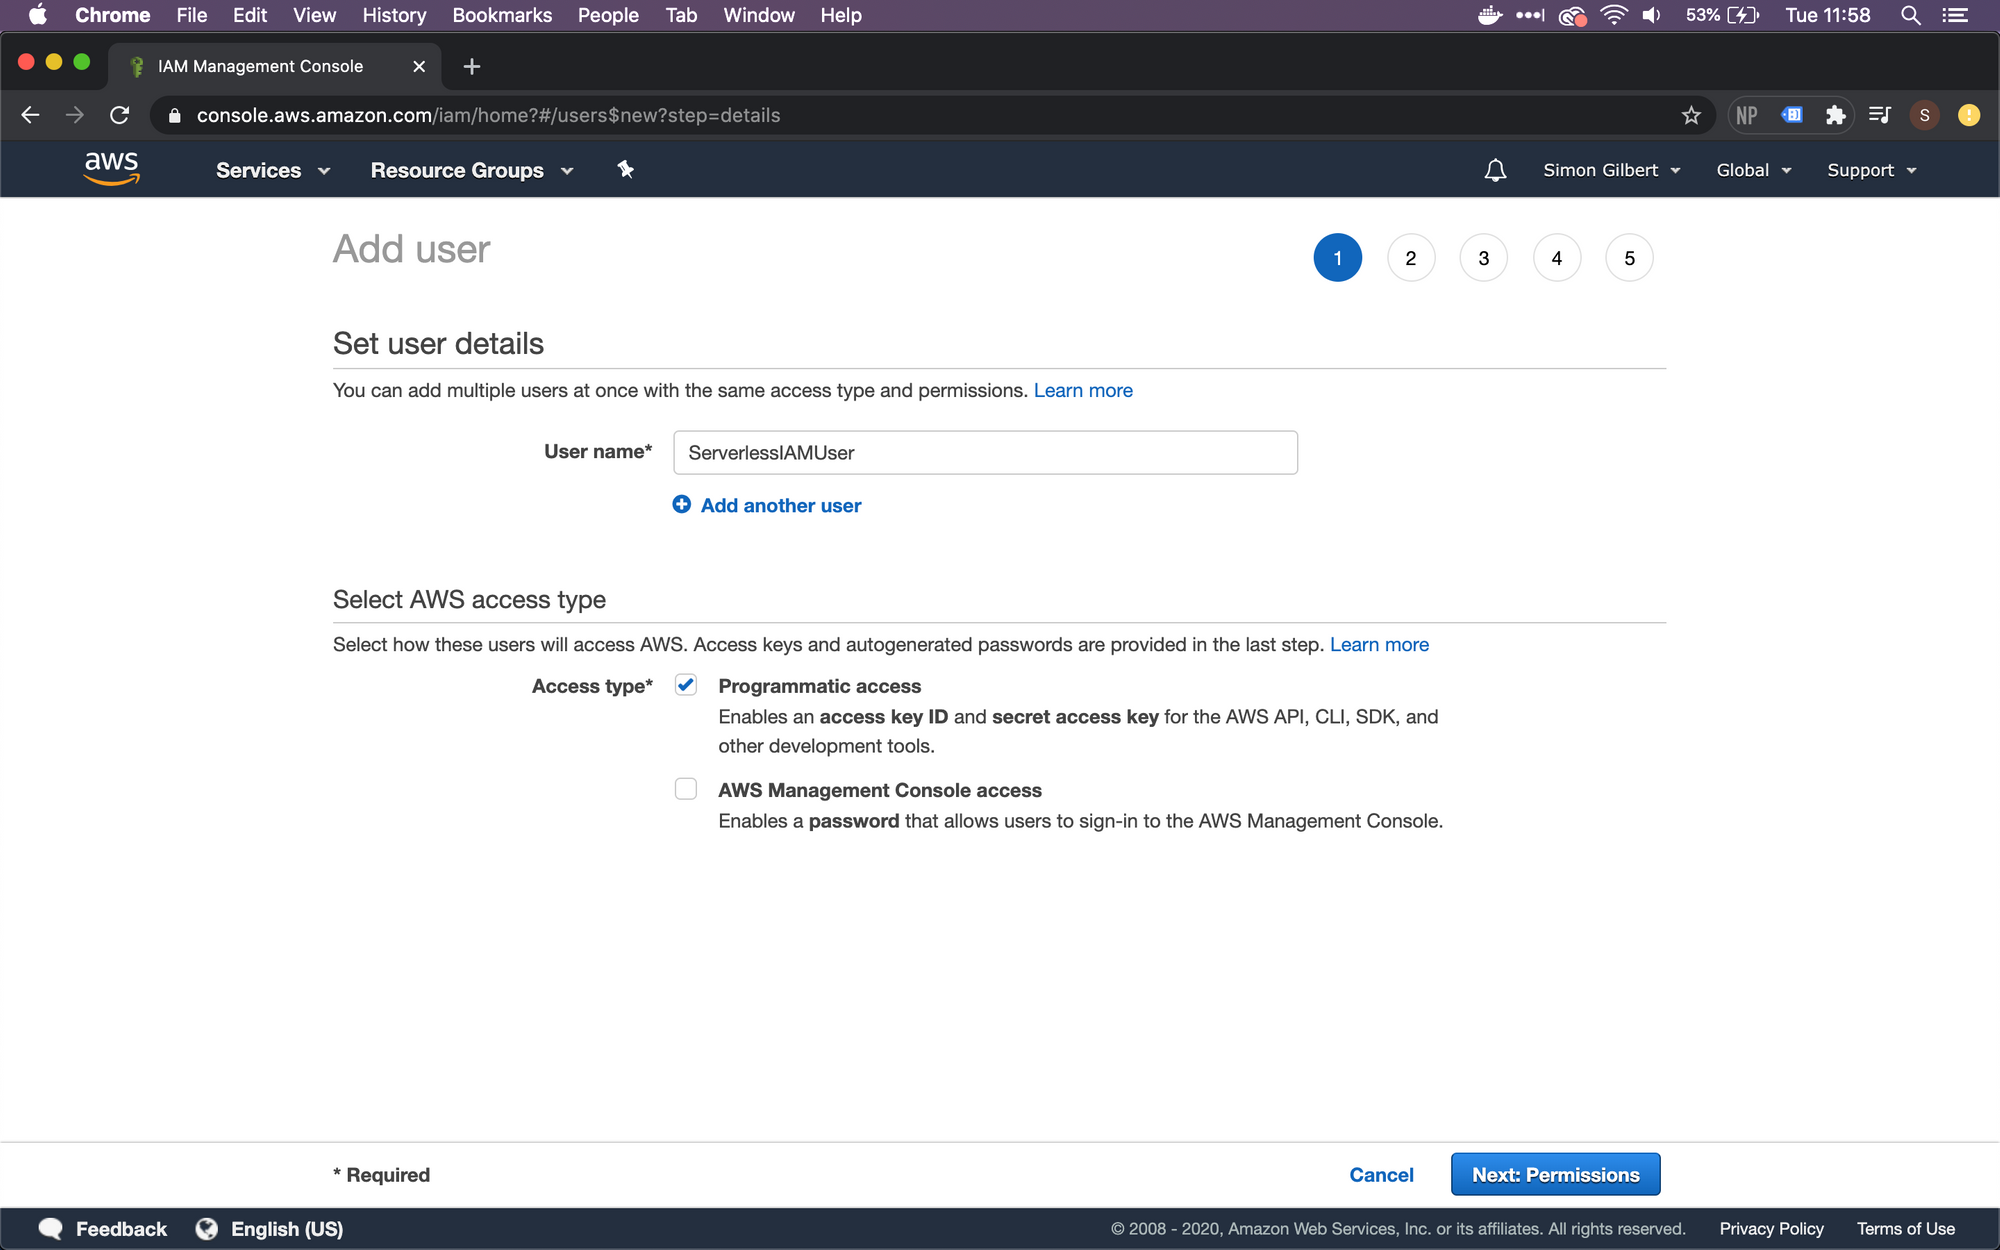 Chrome File Edit View History Bookmarks People Tab Window Help 53% Tue 11:58
IAM Management Console
console.aws.amazon.com/iam/home?#/users$new?step=details NP S
aws Services Resource Groups Simon Gilbert Global Support
Add user 1 2 3 4 5
Set user details
You can add multiple users at once with the same access type and permissions. Learn more
User name* ServerlessIAMUser
Add another user
Select AWS access type
Select how these users will access AWS. Access keys and autogenerated passwords are provided in the last step. Learn more
Access type* Programmatic access
Enables an access key ID and secret access key for the AWS API, CLI, SDK, and
other development tools.
AWS Management Console access
Enables a password that allows users to sign-in to the AWS Management Console.
* Required Cancel Next: Permissions
Feedback English (US) © 2008 - 2020, Amazon Web Services, Inc. or its affiliates. All rights reserved. Privacy Policy Terms of Use